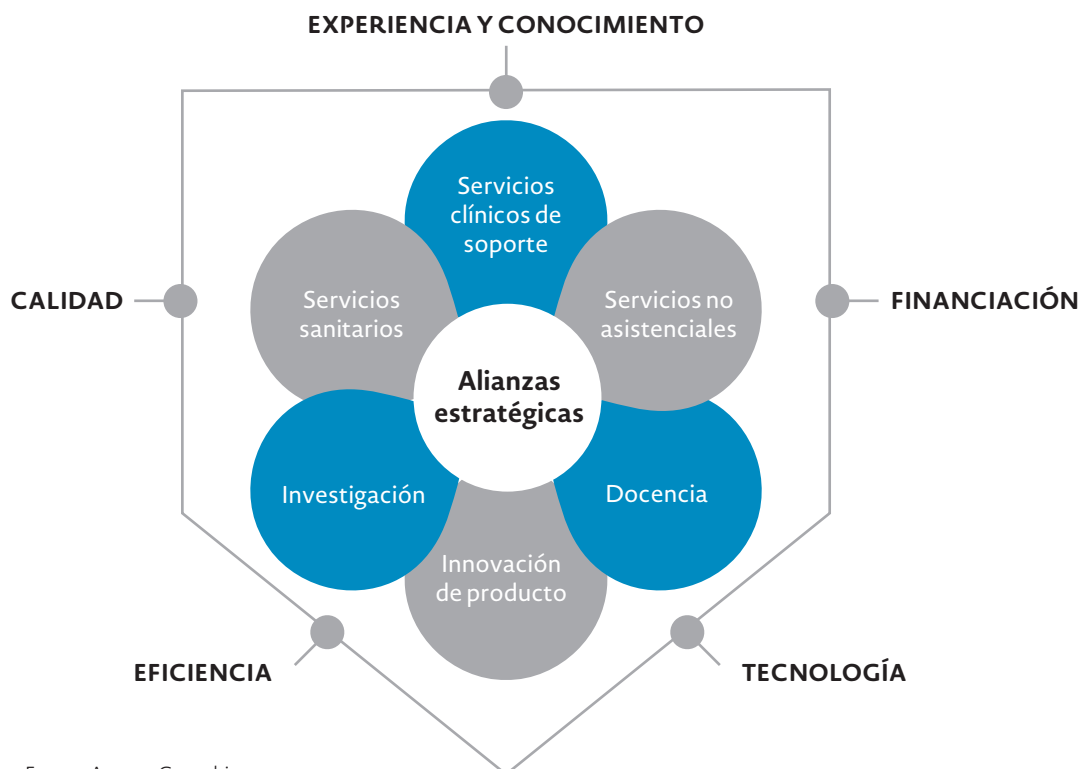 EXPERIENCIA Y CONOCIMIENTO
Servicios
clínicos de
soporte
Servicios
sanitarios
Servicios no
asistenciales
CALIDAD
FINANCIACIÓN
Alianzas
estratégicas
Investigación
Docencia
Innovación
de producto
EFICIENCIA
TECNOLOGÍA